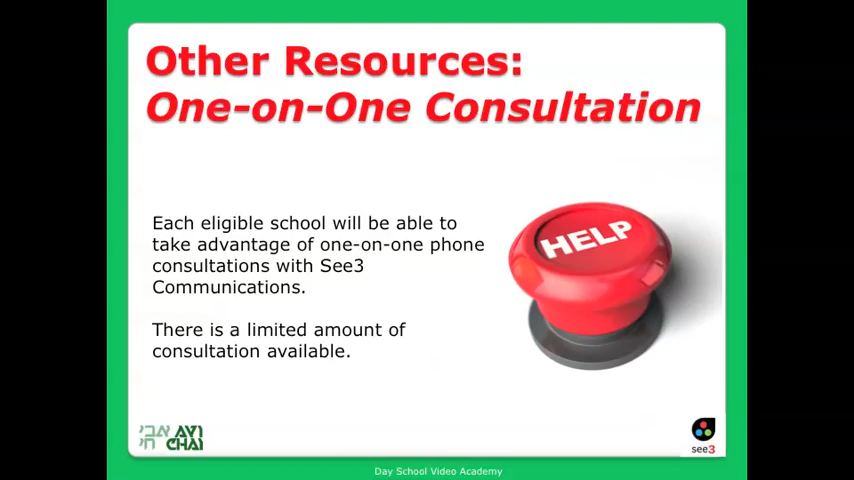 Other Resources:
One-on-One Consultation
Each eligible school will be able to
take advantage of one-on-one phone
consultations with See3
Communications.
There is a limited amount of
consultation available.
HELP
אבי AVI
חי CHAI
see3
Day School Video Academy